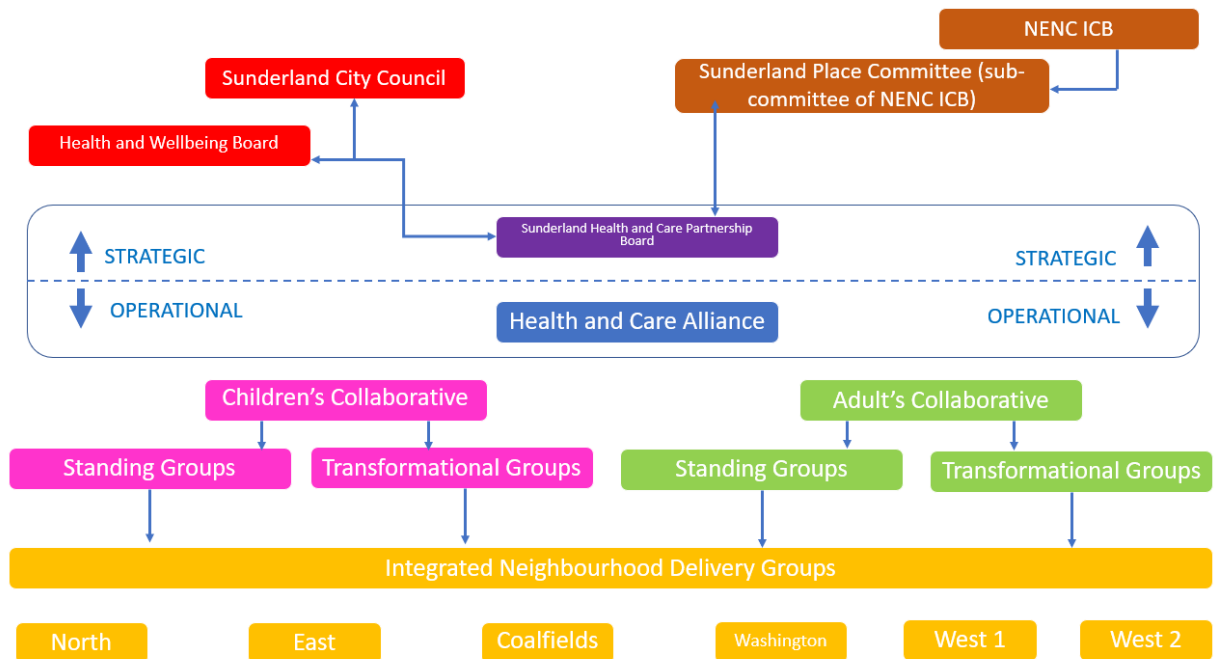 NENC ICB
Sunderland City Council
Sunderland Place Committee (sub-
committee of NENC ICB)
Health and Wellbeing Board
Sunderland Health and Care Partnership
Board
STRATEGIC
STRATEGIC
OPERATIONAL
Health and Care Alliance
OPERATIONAL
Children’s Collaborative
Adult’s Collaborative
Standing Groups
Transformational Groups
Standing Groups
Transformational Groups
Integrated Neighbourhood Delivery Groups
North
East
Coalfields
Washington
West 1
West 2